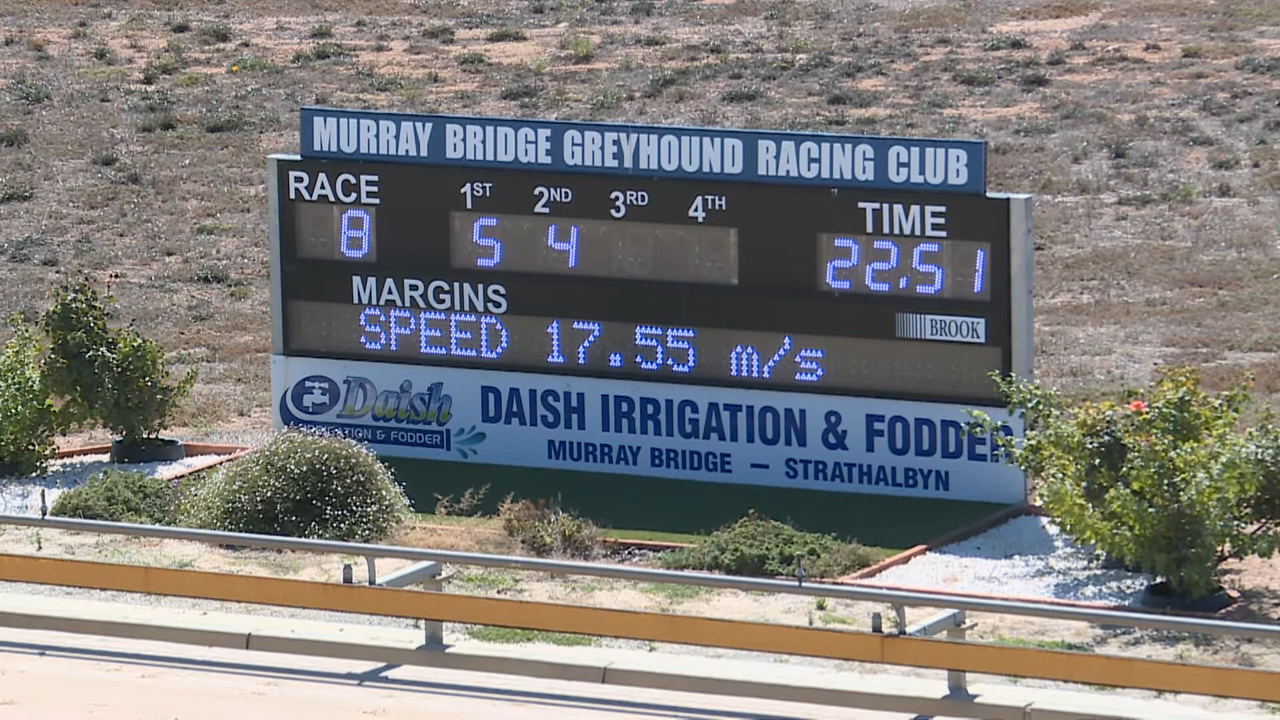 MURRAY BRIDGE GREYHOUND RACING CLUB
RACE 1ST 2ND 3RD 4TH TIME
8 5 4 22.51
MARGINS
BROOK
SPEED 17.55 m/s
Daish
IRRIGATION & FODDER
DAISH IRRIGATION & FODDER
MURRAY BRIDGE – STRATHALBYN